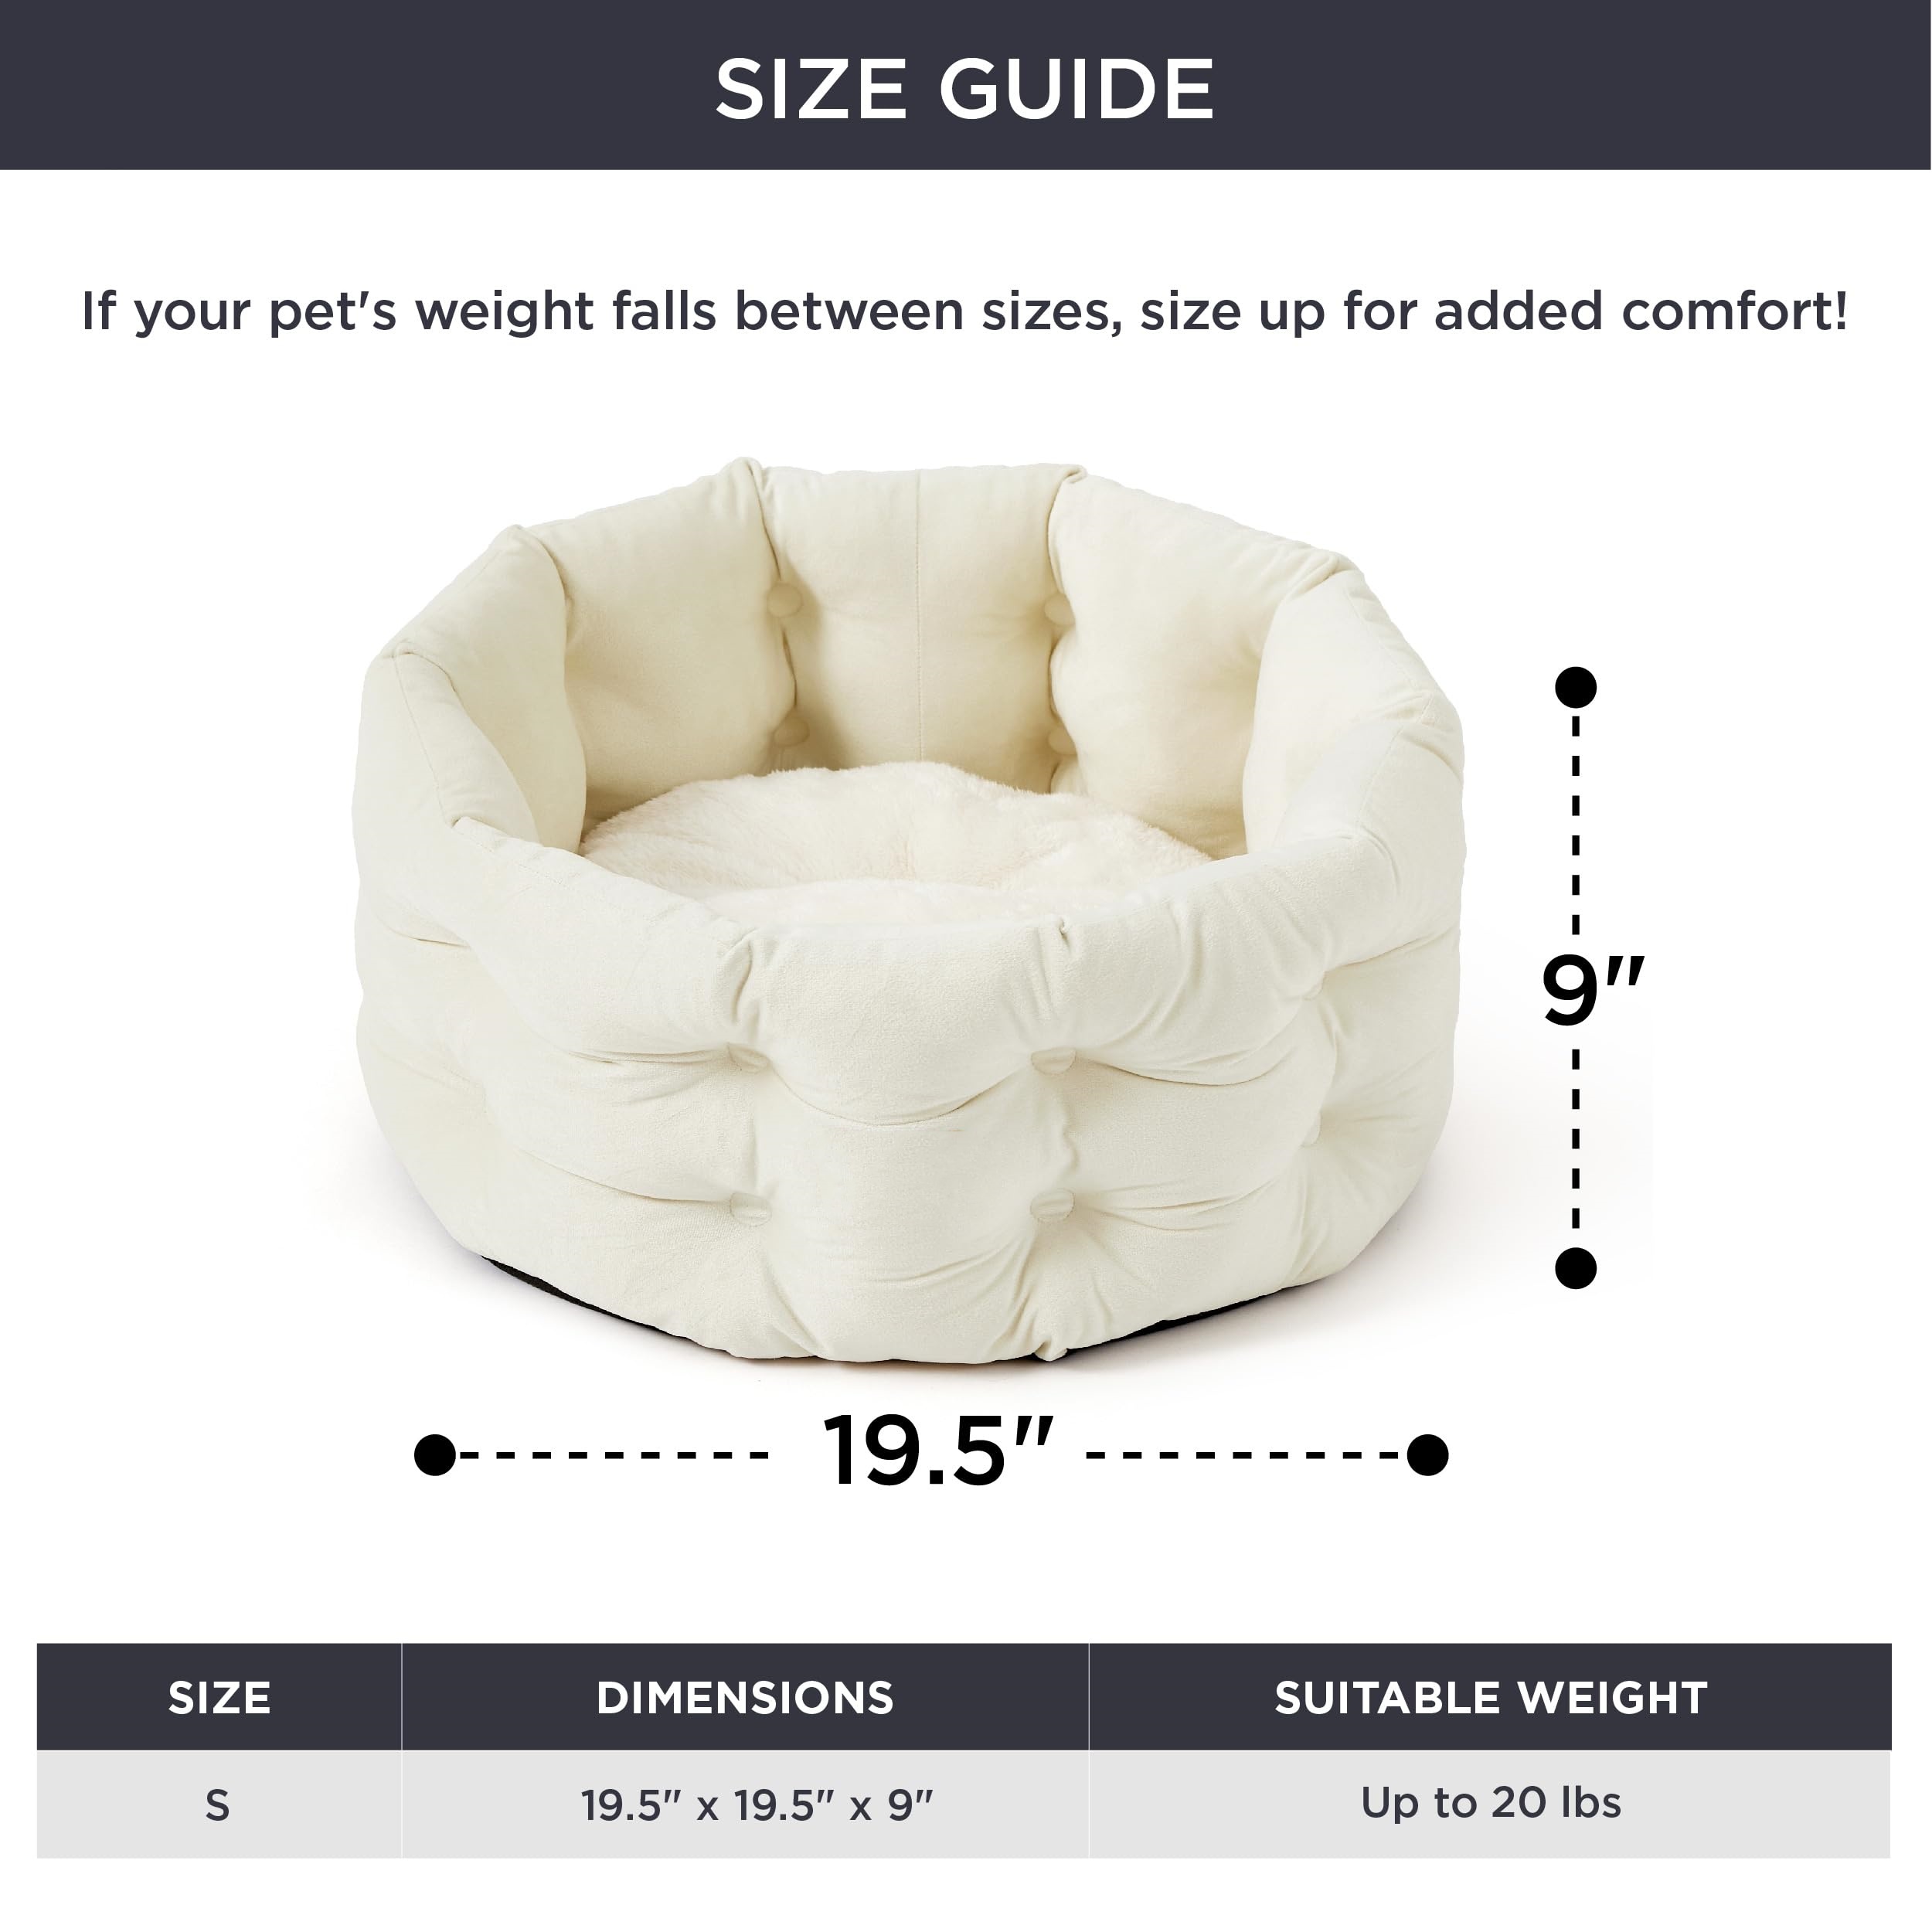 SIZE GUIDE
If your pet's weight falls between sizes, size up for added comfort!
9"
19.5"
SIZE DIMENSIONS SUITABLE WEIGHT
S 19.5" x 19.5" x 9" Up to 20 lbs